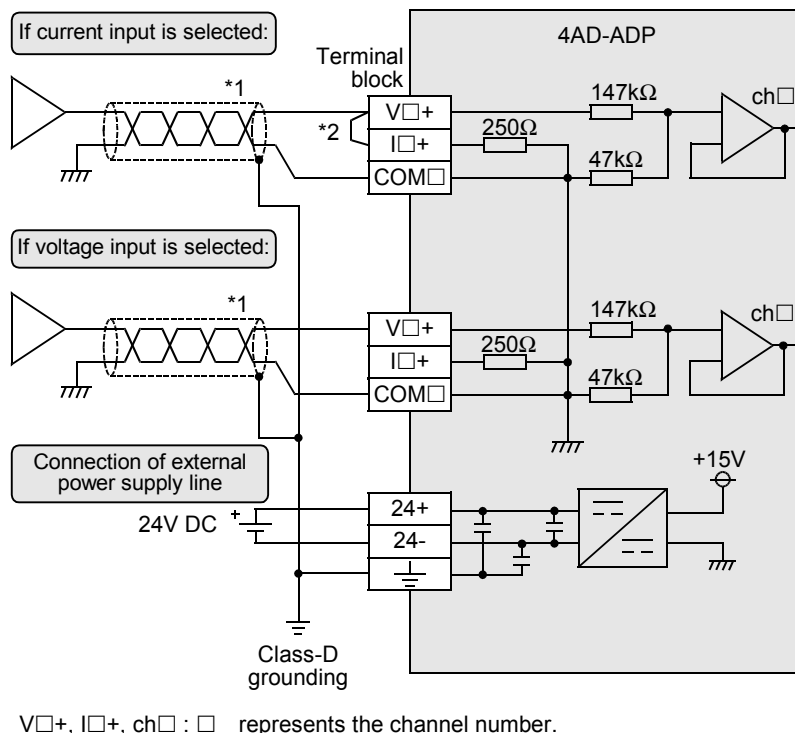 If current input is selected:
4AD-ADP
Terminal
block
*1
147kΩ
ch□
V□+
*2
250Ω
I□+
47kΩ
COM□
If voltage input is selected:
*1
147kΩ
ch□
V□+
250Ω
I□+
47kΩ
COM□
Connection of external
power supply line
+15V
24+
24V DC
+
24-
Class-D
grounding
V□+, I□+, ch□ : □ represents the channel number.